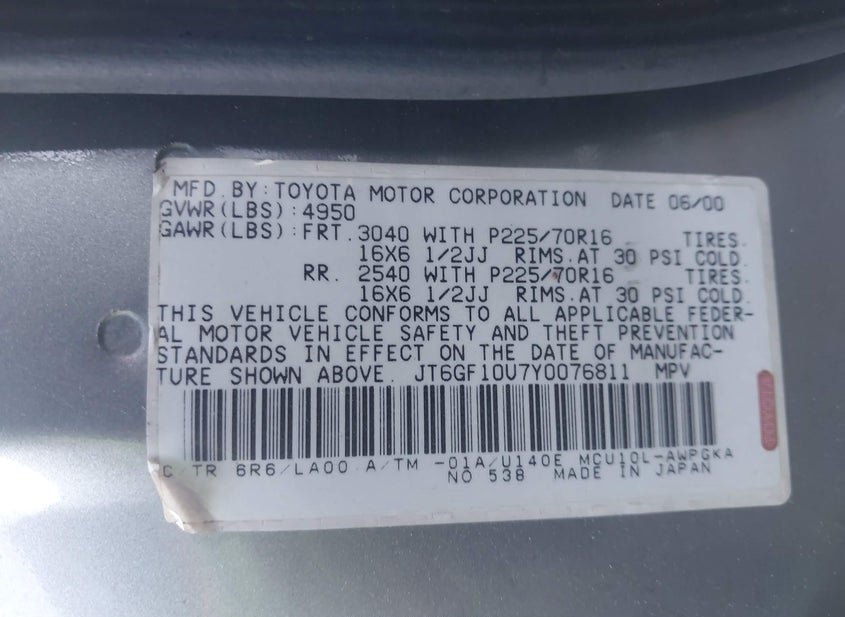 MFD. BY: TOYOTA MOTOR CORPORATION DATE 06/00
GVWR(LBS): 4950
GAWR(LBS): FRT. 3040 WITH P225/70R16 TIRES.
16X6 1/2JJ RIMS. AT 30 PSI COLD.
RR. 2540 WITH P225/70R16 TIRES.
16X6 1/2JJ RIMS. AT 30 PSI COLD.
THIS VEHICLE CONFORMS TO ALL APPLICABLE FEDER-
AL MOTOR VEHICLE SAFETY AND THEFT PREVENTION
STANDARDS IN EFFECT ON THE DATE OF MANUFAC-
TURE SHOWN ABOVE. JT6GF10U7Y0076811 MPV
TOYOTA
C/TR 6R6/LA00 A/TM -01A/U140E MCU10L-AWPGKA
NO 538 MADE IN JAPAN